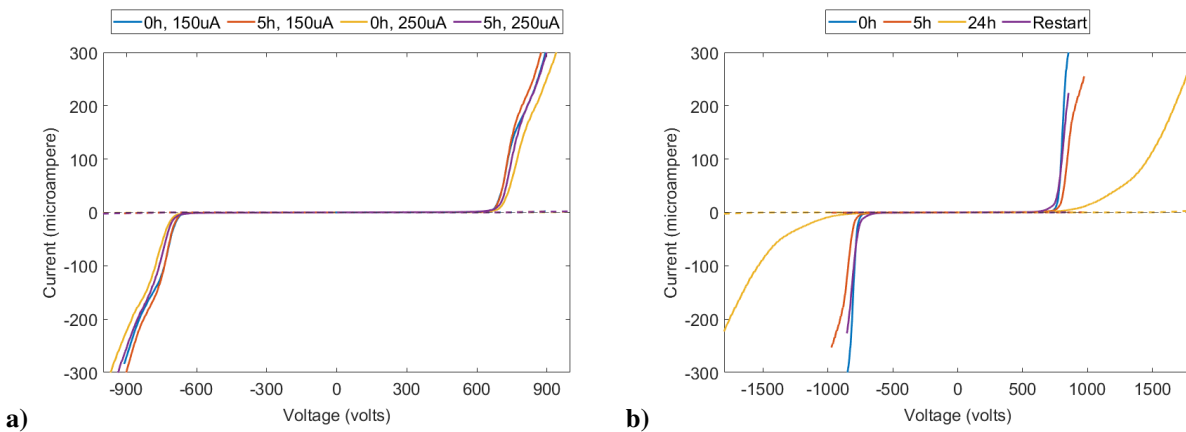 0h, 150uA 5h, 150uA 0h, 250uA 5h, 250uA
300
200
100
0
-100
-200
-300
Current (microampere)
-900 -600 -300 0 300 600 900
Voltage (volts)
a)
0h 5h 24h Restart
300
200
100
0
-100
-200
-300
Current (microampere)
-1500 -1000 -500 0 500 1000 1500
Voltage (volts)
b)